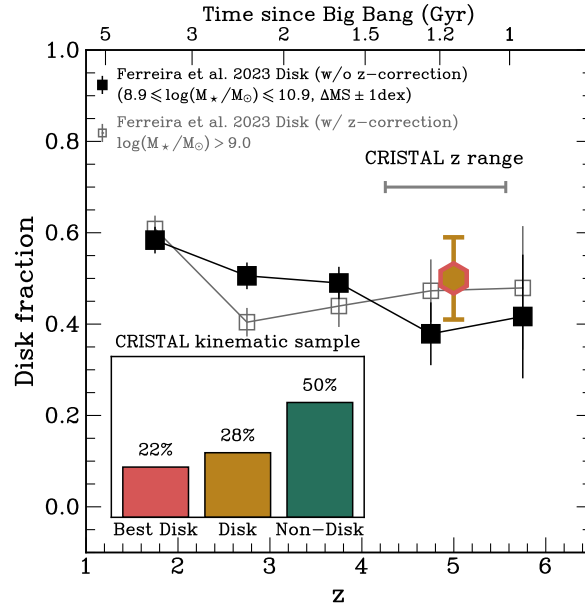 Time since Big Bang (Gyr)
5 3 2 1.5 1.2 1
1.0
Ferreira et al. 2023 Disk (w/o z-correction)
(8.9 ≤ log(M⋆/M⊙) ≤ 10.9, ΔMS ± 1dex)
Ferreira et al. 2023 Disk (w/ z-correction)
log(M⋆/M⊙) > 9.0
0.8
CRISTAL z range
0.6
Disk fraction
0.4
CRISTAL kinematic sample
50%
28%
22%
0.2
0.0
Best Disk Disk Non-Disk
1 2 3 4 5 6
z